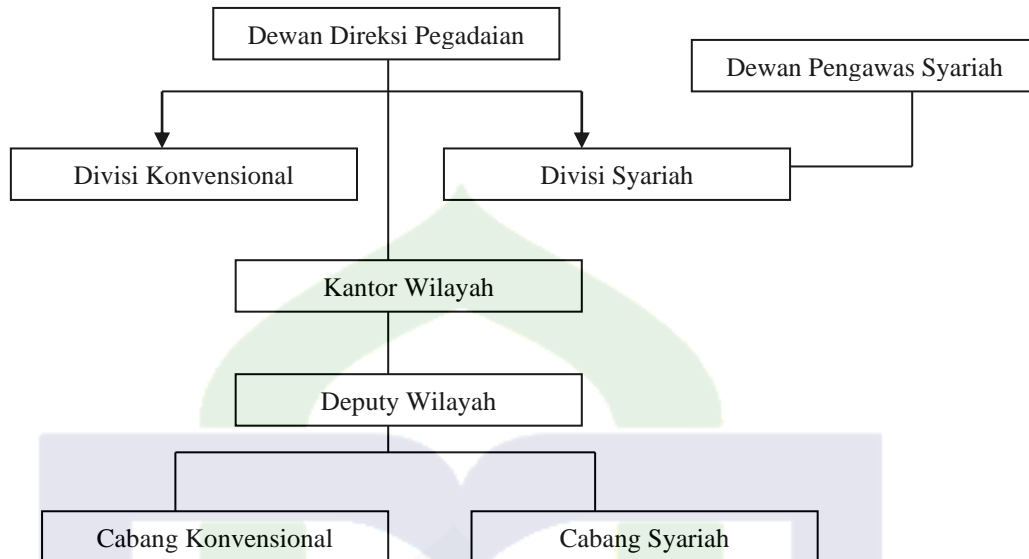 Dewan Direksi Pegadaian
Dewan Pengawas Syariah
Divisi Konvensional
Divisi Syariah
Kantor Wilayah
Deputy Wilayah
Cabang Konvensional
Cabang Syariah